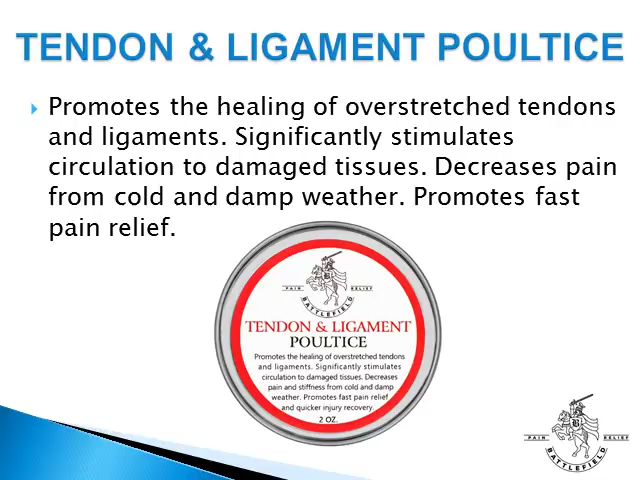 TENDON & LIGAMENT POULTICE
Promotes the healing of overstretched tendons
and ligaments. Significantly stimulates
circulation to damaged tissues. Decreases pain
from cold and damp weather. Promotes fast
pain relief.
PAIN RELIEF
BATTLEFIELD
TENDON & LIGAMENT
POULTICE
Promotes the healing of overstretched tendons
and ligaments. Significantly stimulates
circulation to damaged tissues. Decreases
pain and stiffness from cold and damp
weather. Promotes fast pain relief
and quicker injury recovery.
2 OZ.
B
PAIN RELIEF
BATTLEFIELD